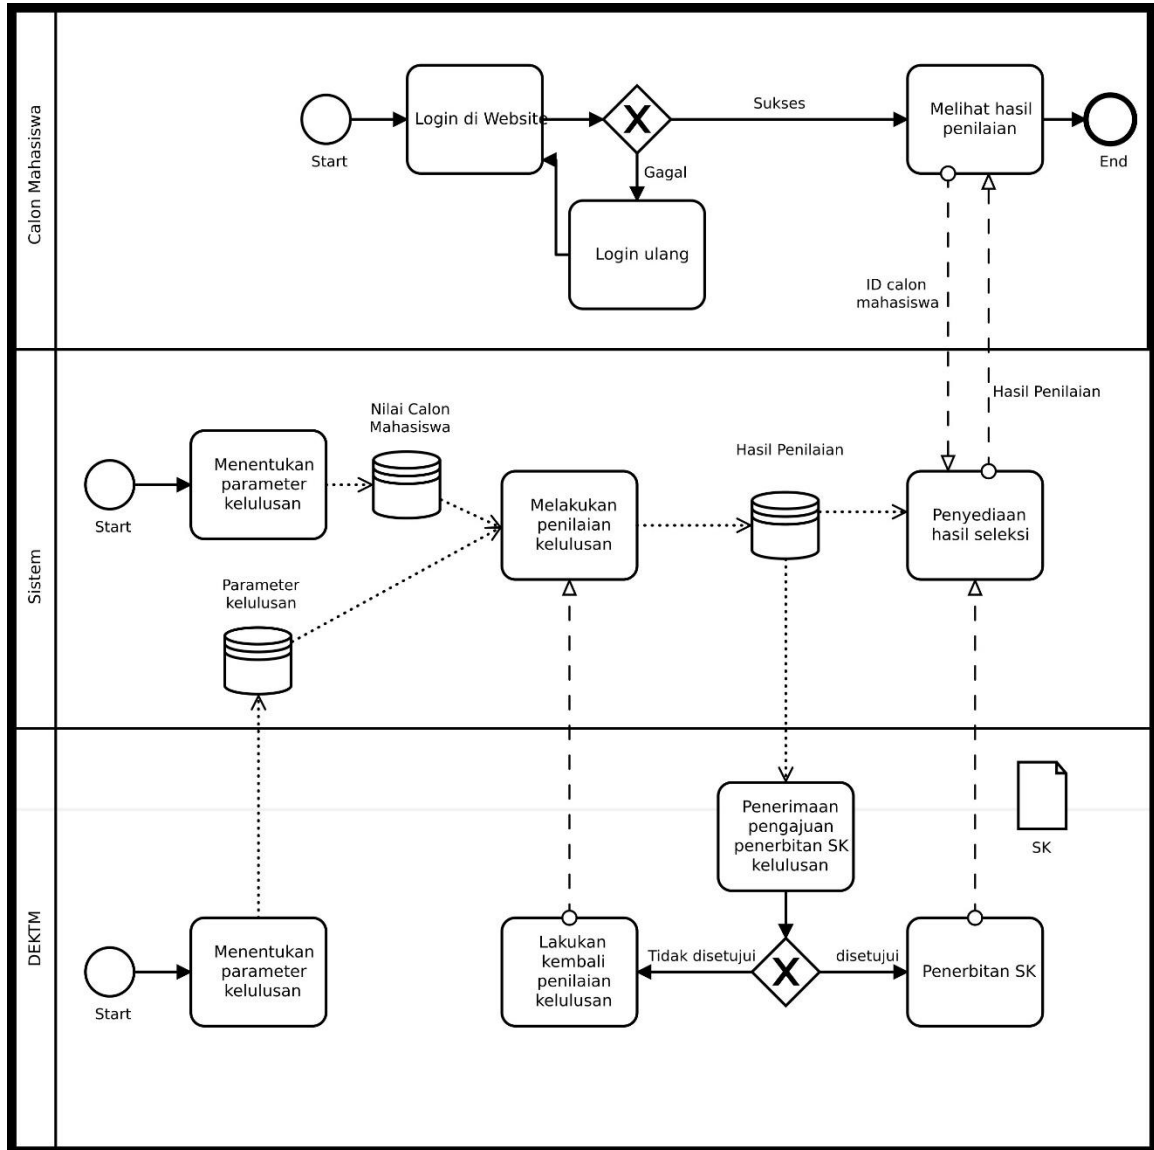 Calon Mahasiswa
Start
Login di Website
Sukses
Gagal
Login ulang
Melihat hasil
penilaian
End
ID calon
mahasiswa
Hasil Penilaian
Sistem
Start
Menentukan
parameter
kelulusan
Nilai Calon
Mahasiswa
Parameter
kelulusan
Melakukan
penilaian
kelulusan
Hasil Penilaian
Penyediaan
hasil seleksi
DEKTM
Start
Menentukan
parameter
kelulusan
Lakukan
kembali
penilaian
kelulusan
Tidak disetujui
Penerimaan
pengajuan
penerbitan SK
kelulusan
disetujui
Penerbitan SK
SK